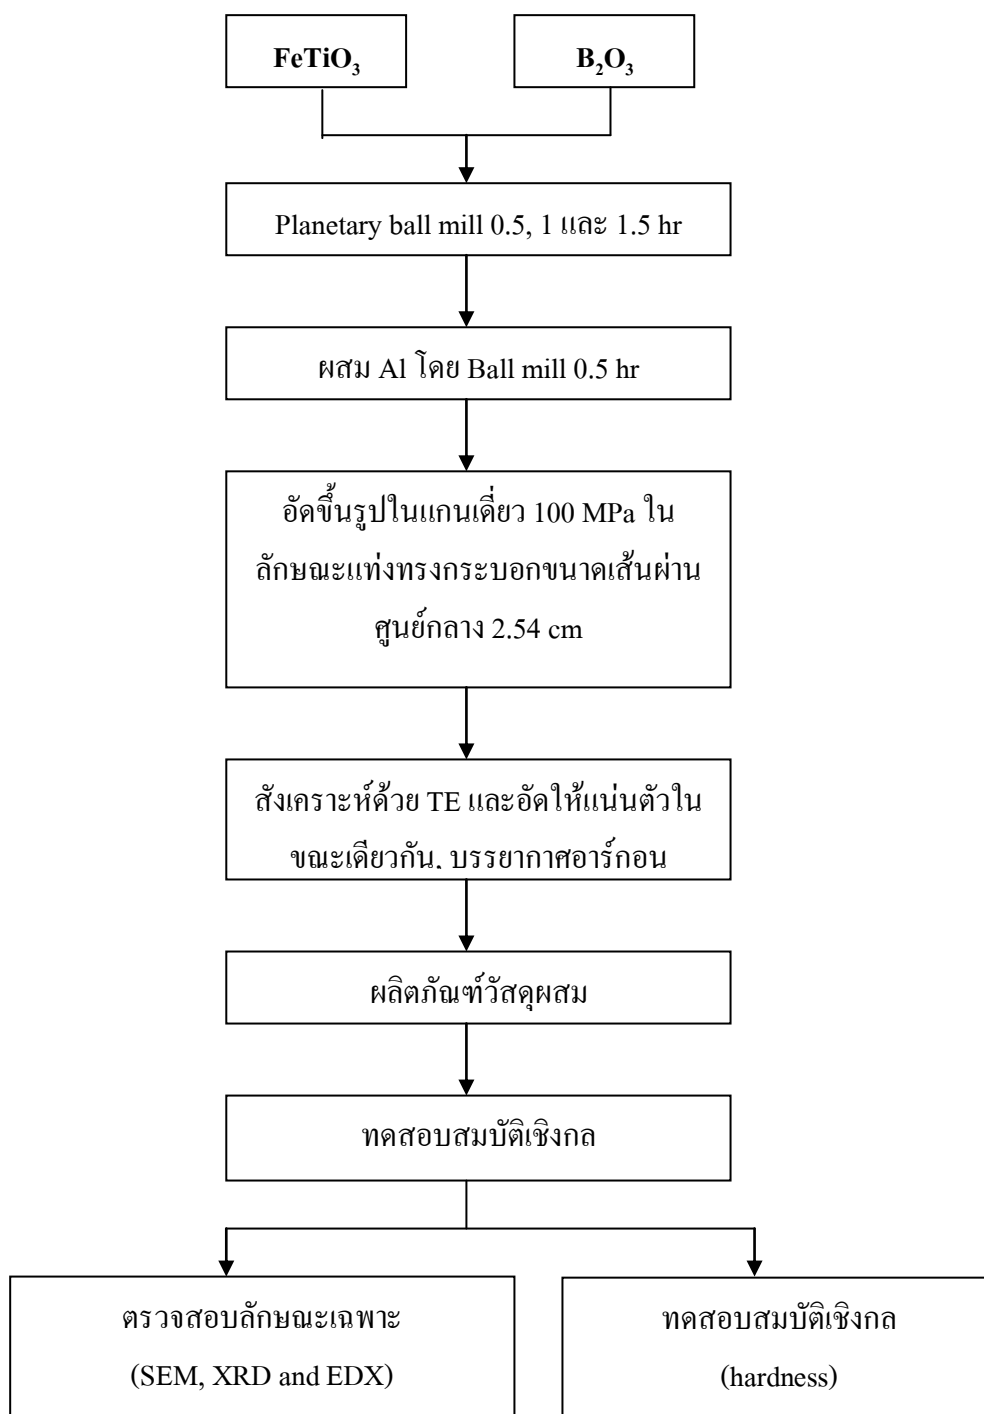 FeTiO₃
B₂O₃
Planetary ball mill 0.5, 1 และ 1.5 hr
ผสม Al โดย Ball mill 0.5 hr
อัดขึ้นรูปในแกนเดี่ยว 100 MPa ใน
ลักษณะแท่งทรงกระบอกขนาดเส้นผ่าน
ศูนย์กลาง 2.54 cm
สังเคราะห์ด้วย TE และอัดให้แน่นตัวใน
ขณะเดียวกัน, บรรยากาศอาร์กอน
ผลิตภัณฑ์วัสดุผสม
ทดสอบสมบัติเชิงกล
ตรวจสอบลักษณะเฉพาะ
(SEM, XRD and EDX)
ทดสอบสมบัติเชิงกล
(hardness)